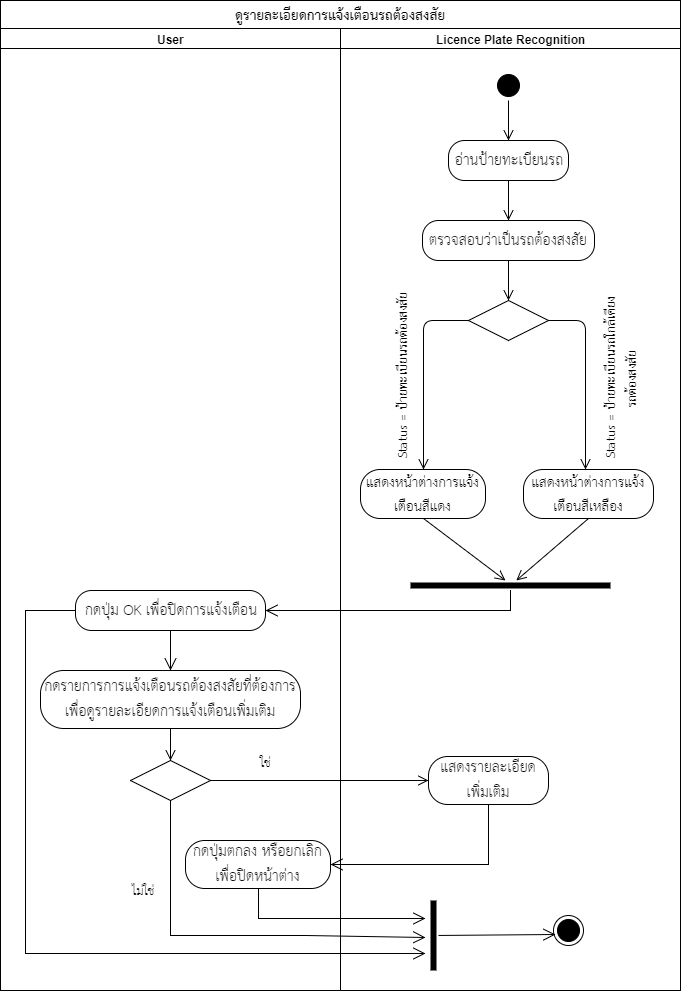 ดูรายละเอียดการแจ้งเตือนรถต้องสงสัย
User
Licence Plate Recognition
อ่านป้ายทะเบียนรถ
ตรวจสอบว่าเป็นรถต้องสงสัย
Status = ป้ายทะเบียนรถต้องสงสัย
Status = ป้ายทะเบียนรถใกล้เคียง
รถต้องสงสัย
แสดงหน้าต่างการแจ้ง
เตือนสีแดง
แสดงหน้าต่างการแจ้ง
เตือนสีเหลือง
กดปุ่ม OK เพื่อปิดการแจ้งเตือน
กดรายการการแจ้งเตือนรถต้องสงสัยที่ต้องการ
เพื่อดูรายละเอียดการแจ้งเตือนเพิ่มเติม
ใช่
แสดงรายละเอียด
เพิ่มเติม
กดปุ่มตกลง หรือยกเลิก
เพื่อปิดหน้าต่าง
ไม่ใช่